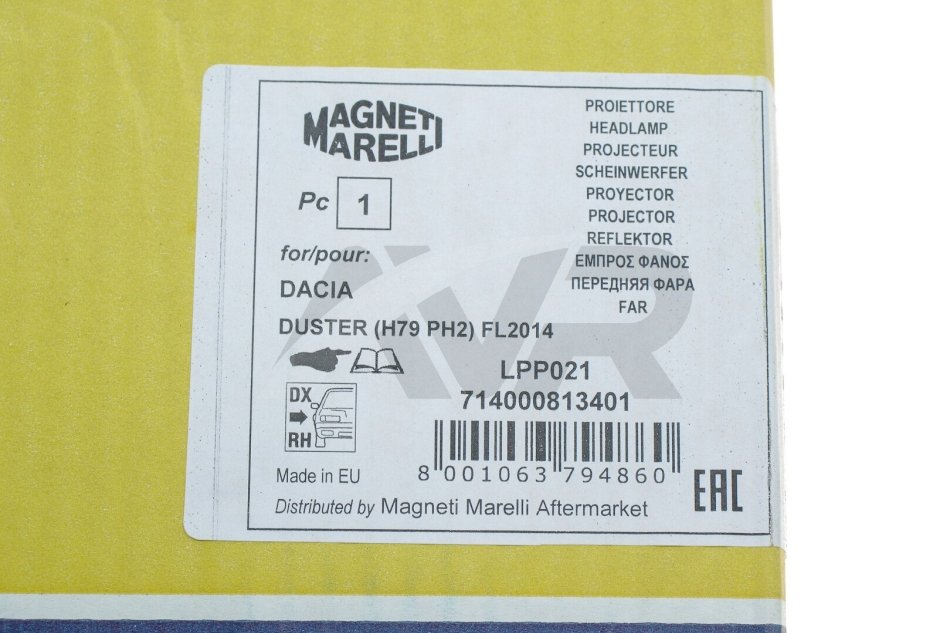 MAGNETI
MARELLI
Pc 1
for/pour:
DACIA
DUSTER (H79 PH2) FL2014
PROIETTORE
HEADLAMP
PROJECTEUR
SCHEINWERFER
PROYECTOR
PROJECTOR
REFLEKTOR
ΕΜΠΡΟΣ ΦΑΝΟΣ
ПЕРЕДНЯЯ ФАРА
FAR
LPP021
714000813401
DX
RH
8 001063 794860
Made in EU
EAC
Distributed by Magneti Marelli Aftermarket
AVR